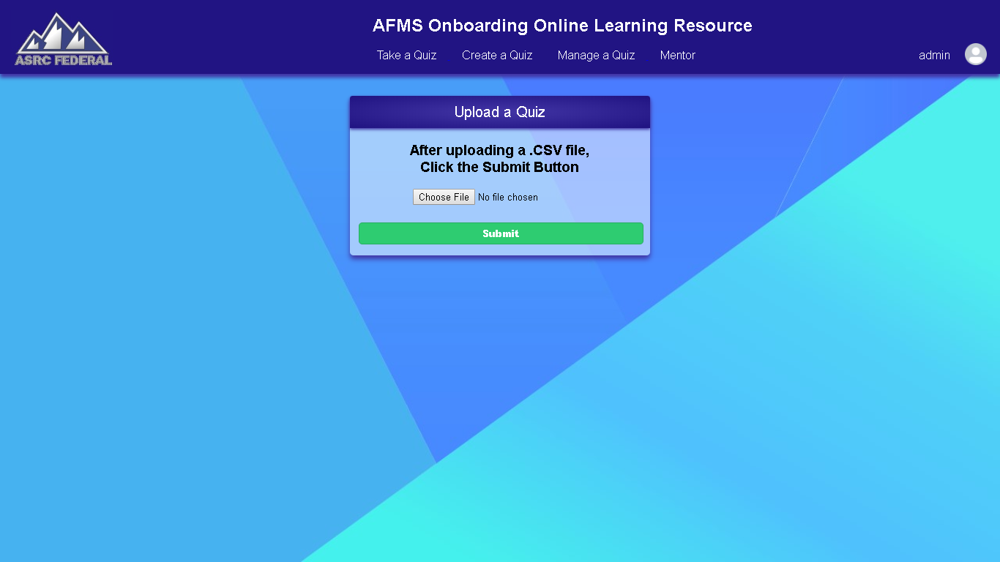 ASRC FEDERAL
AFMS Onboarding Online Learning Resource
Take a Quiz Create a Quiz Manage a Quiz Mentor admin
Upload a Quiz
After uploading a .CSV file,
Click the Submit Button
Choose File No file chosen
Submit